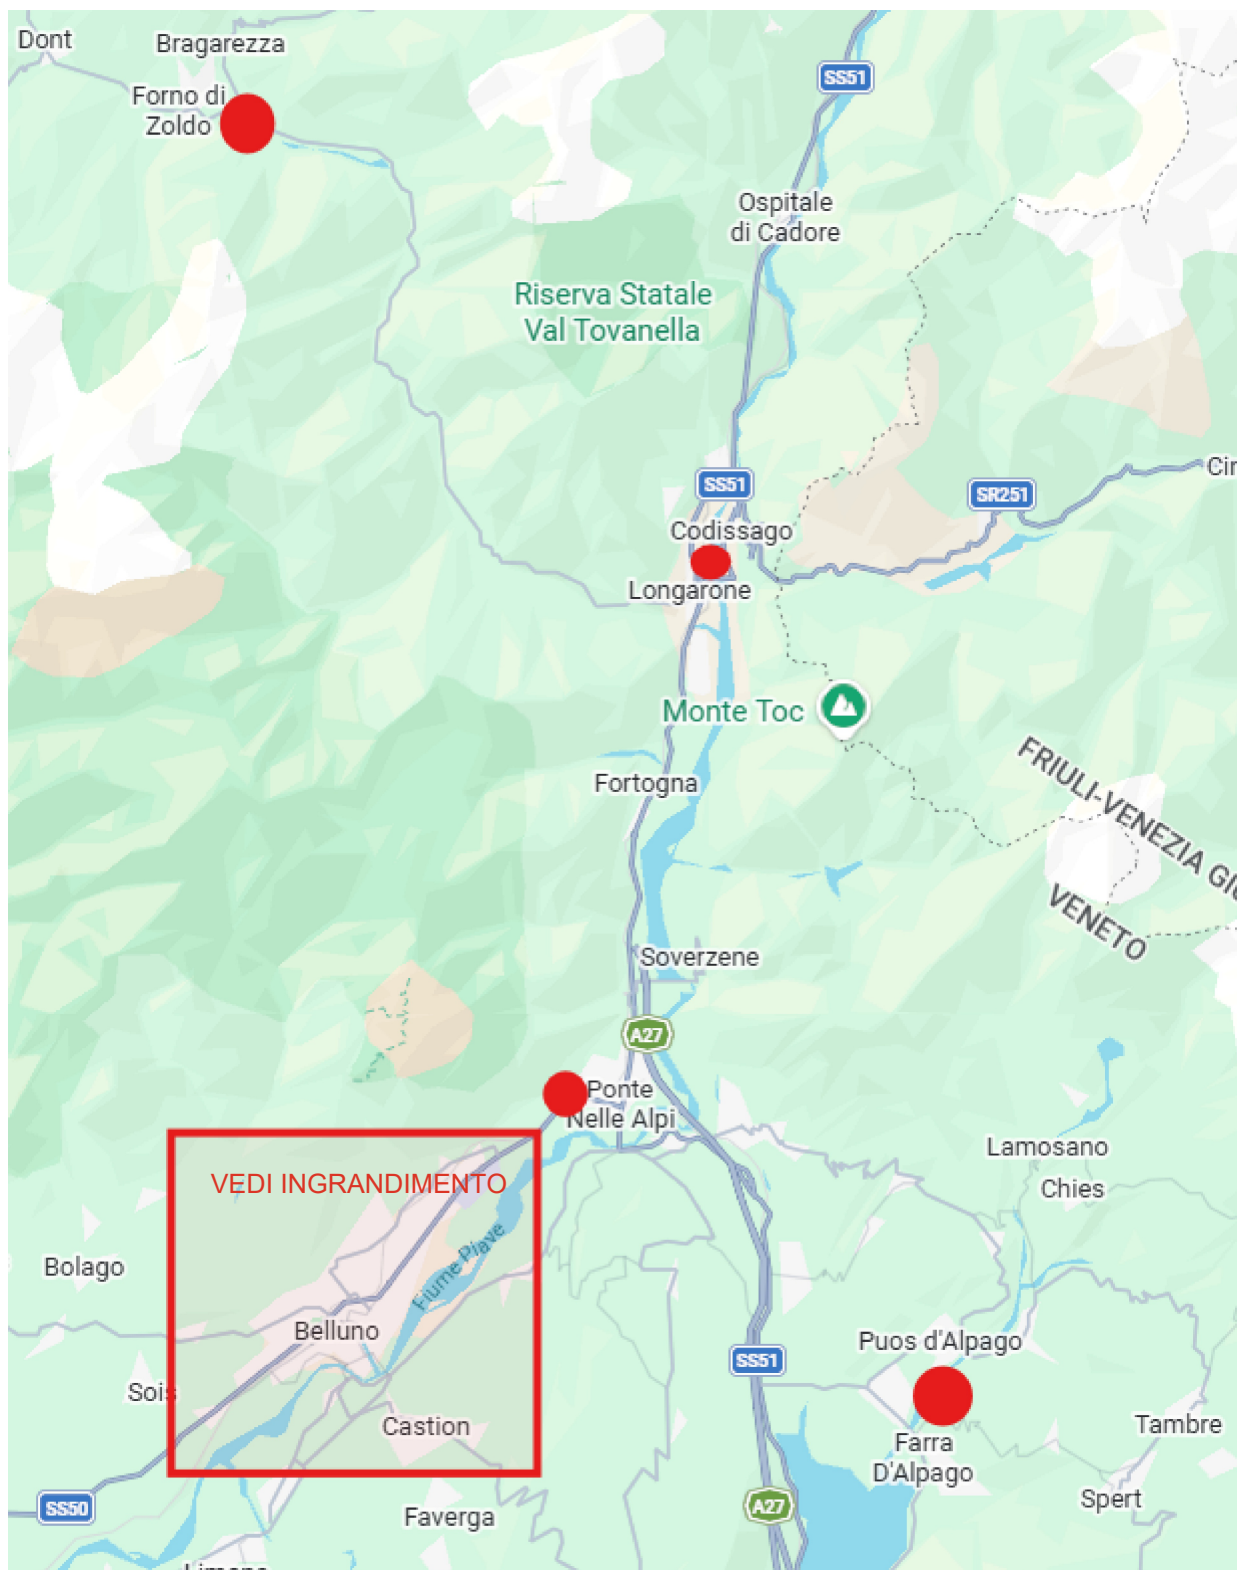 Dont
Bragarezza
Forno di
Zoldo
SS51
Ospitale
di Cadore
Riserva Statale
Val Tovanella
SS51
SR251
Cir
Codissago
Longarone
Monte Toc
Fortogna
FRIULI-VENEZIA GIU
VENETO
Soverzene
A27
Ponte
Nelle Alpi
Lamosano
Chies
VEDI INGRANDIMENTO
Fiume Piave
Bolago
Belluno
Puos d'Alpago
SS51
Sois
Castion
Tambre
Farra
D'Alpago
Spert
SS50
Faverga
A27